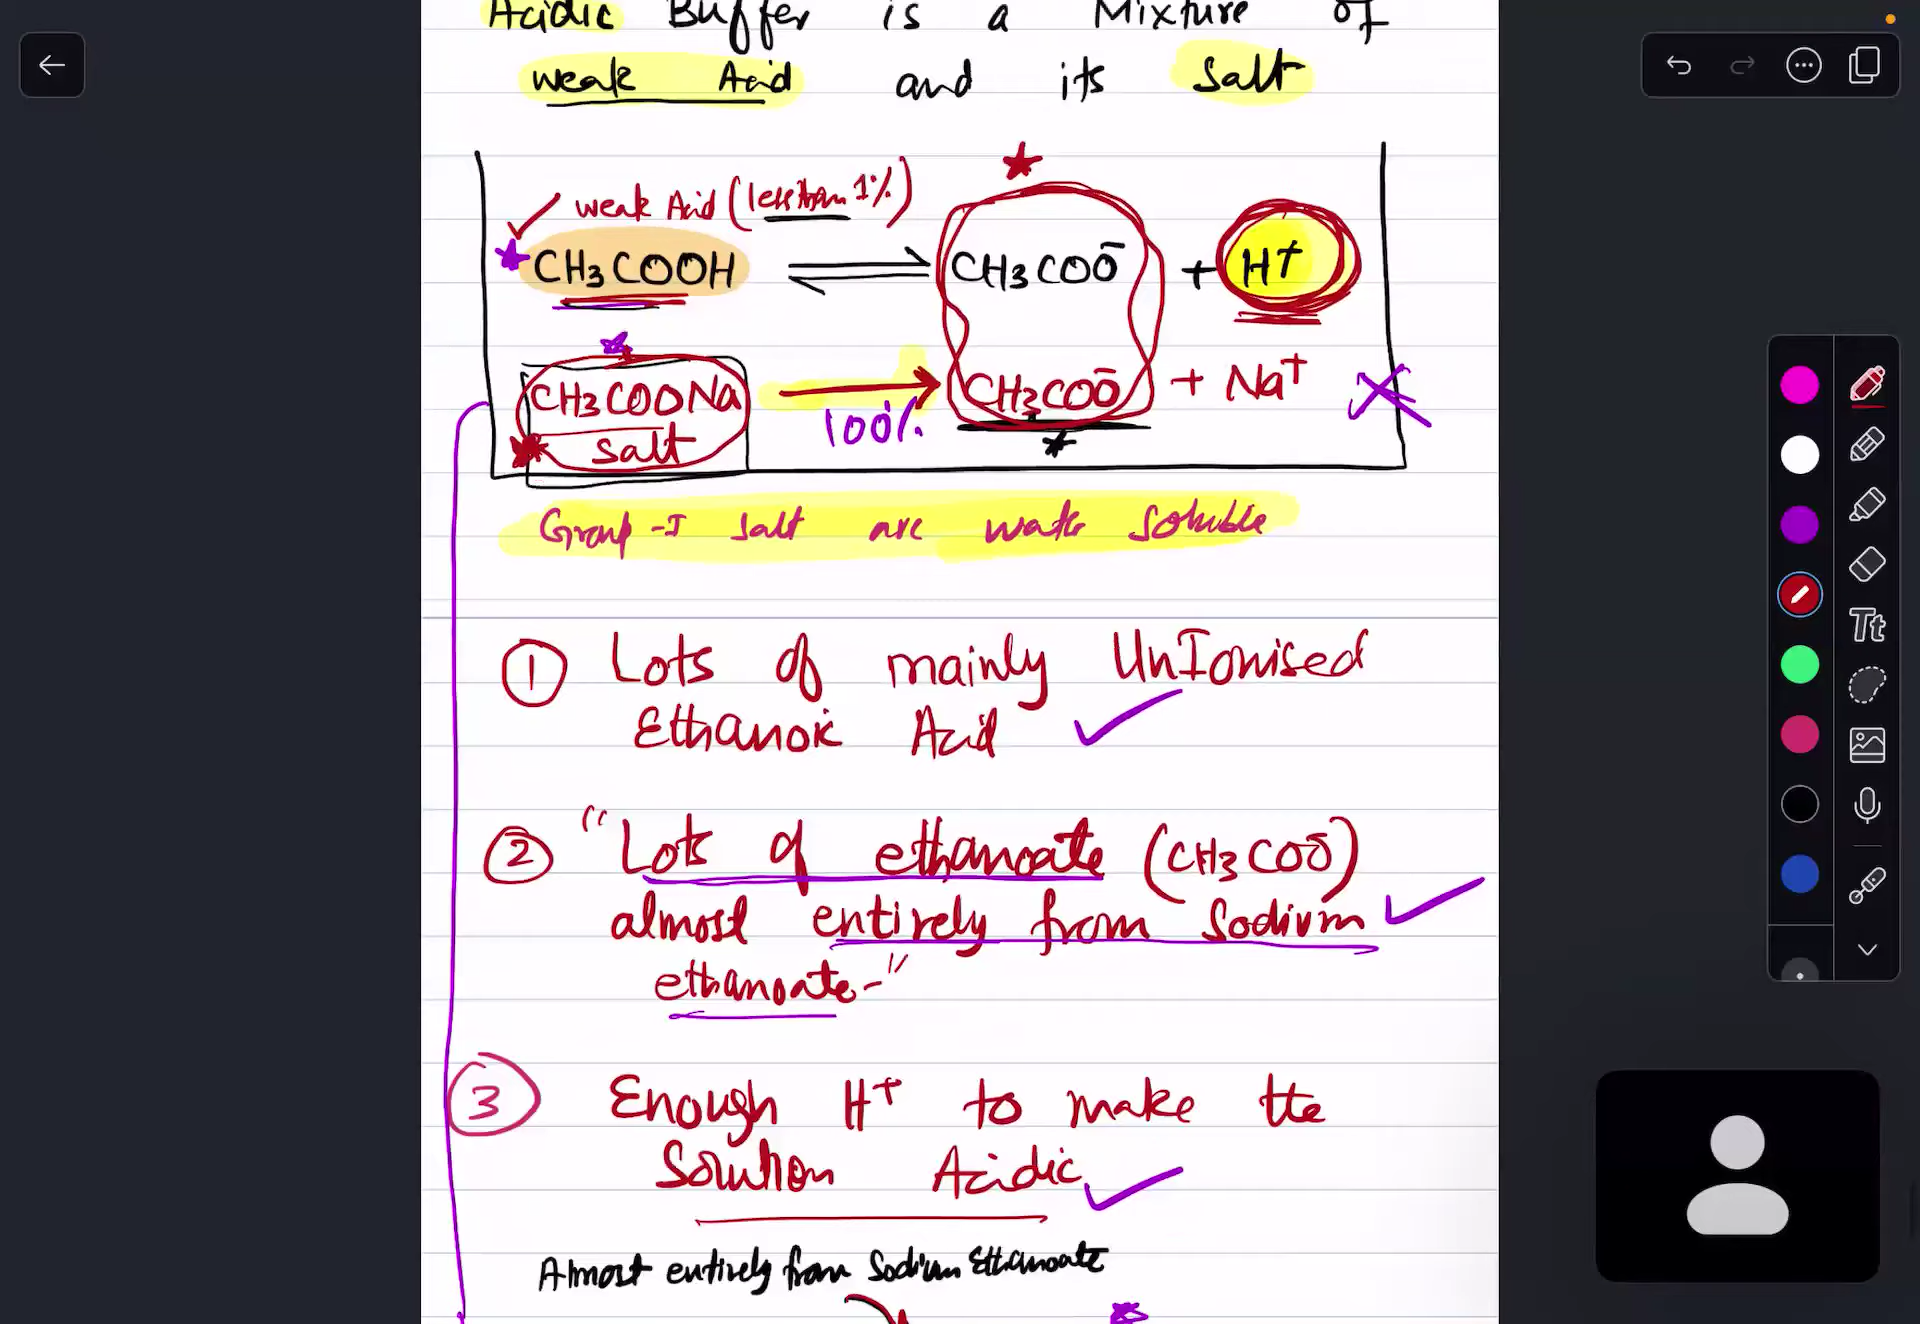 Acidic Buffer is a Mixture of
weak Acid and its Salt
weak Acid (less than 1%)
CH3COOH ⇌ CH3COO⁻ + H⁺
CH3COONa → CH3COO⁻ + Na⁺
100%
salt
Group-I salt are water soluble
① Lots of mainly UnIonised
Ethanoic Acid
② "Lots of ethanoate (CH3COO⁻)
almost entirely from Sodium
ethanoate-"
③ Enough H⁺ to make the
Solution Acidic
Almost entirely from Sodium Ethanoate
Tt